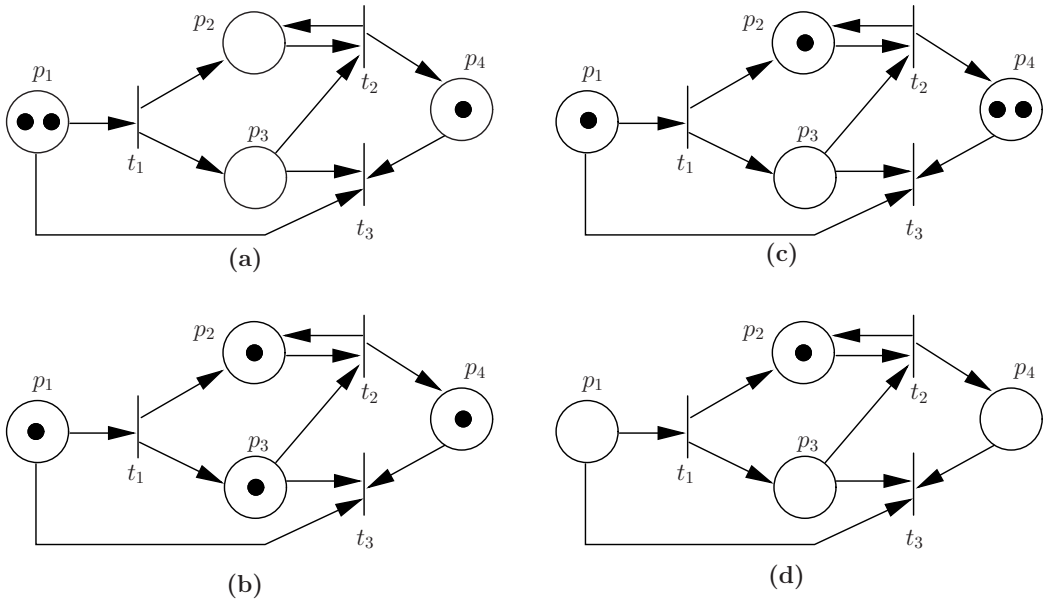 p₂
p₁
p₄
t₂
p₃
t₁
t₃
(a)
p₂
p₁
p₄
t₂
p₃
t₁
t₃
(c)
p₂
p₁
p₄
t₂
p₃
t₁
t₃
(b)
p₂
p₁
p₄
t₂
p₃
t₁
t₃
(d)